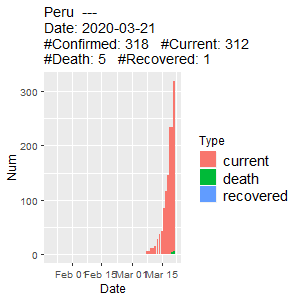 Peru  ---
Date: 2020-03-21
#Confirmed: 318   #Current: 312
#Death: 5   #Recovered: 1
Num
300
200
100
0
Feb 01
Feb 15
Mar 01
Mar 15
Date
Type
current
death
recovered